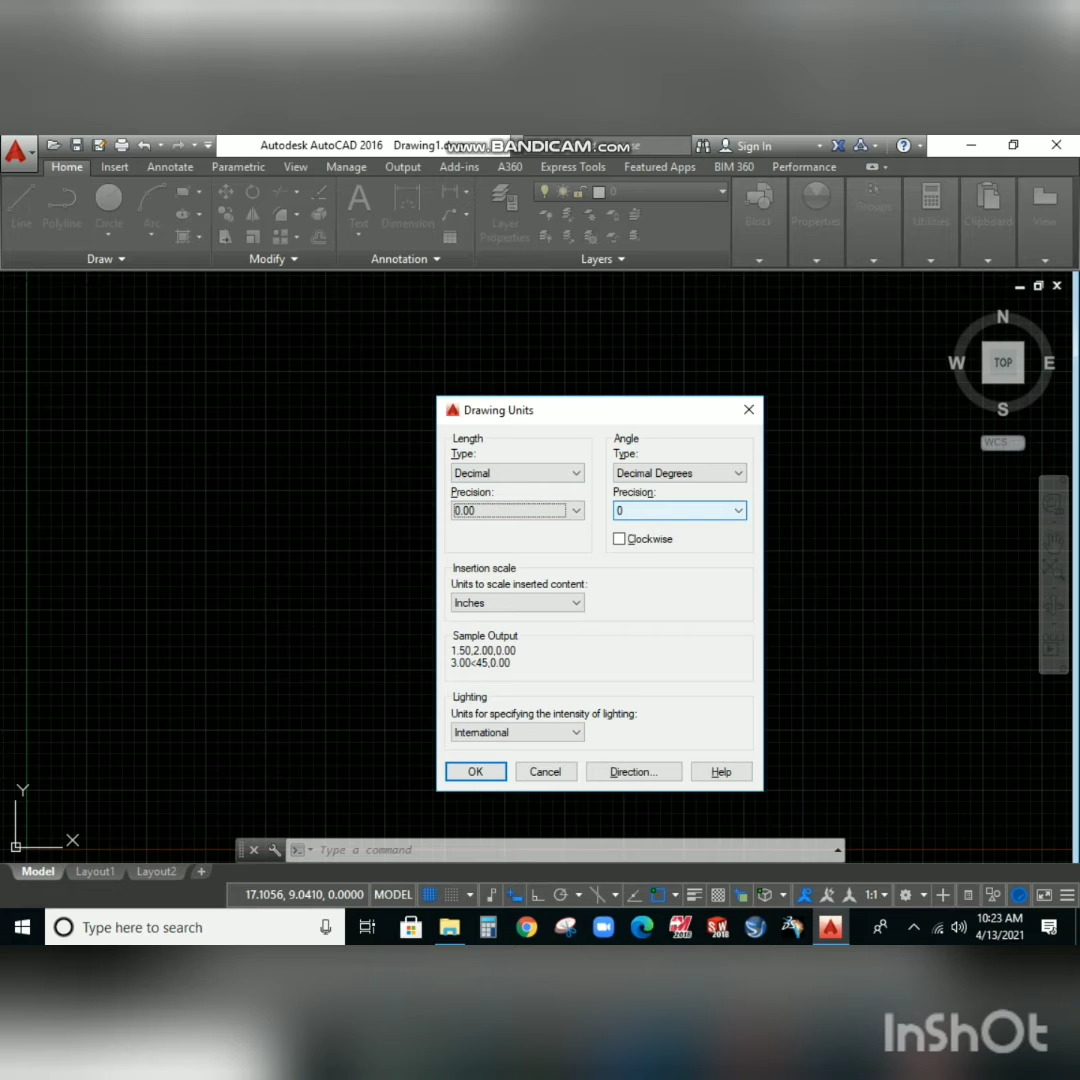 Autodesk AutoCAD 2016 Drawing1.d
www.BANDICAM.com
Sign In
Home Insert Annotate Parametric View Manage Output Add-ins A360 Express Tools Featured Apps BIM 360 Performance
0
Line Polyline Circle Arc Text Dimension Layer Properties Block Properties Groups Utilities Clipboard View
Draw Modify Annotation Layers
N
W TOP E
S
WCS
Drawing Units
Length
Type:
Decimal
Precision:
0.00
Angle
Type:
Decimal Degrees
Precision:
0
Clockwise
Insertion scale
Units to scale inserted content:
Inches
Sample Output
1.50,2.00,0.00
3.00<45,0.00
Lighting
Units for specifying the intensity of lighting:
International
OK Cancel Direction... Help
Y
X
Type a command
Model Layout1 Layout2 +
17.1056, 9.0410, 0.0000 MODEL 1:1
Type here to search
2018
SW
2018
10:23 AM
4/13/2021
InShOt